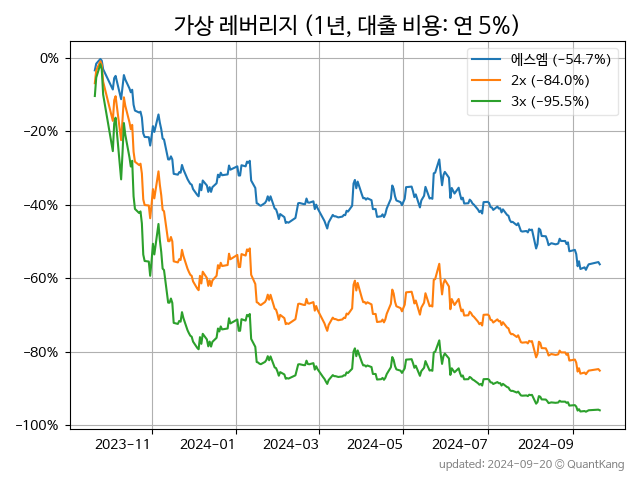 가상 레버리지 (1년, 대출 비용: 연 5%)
에스엠 (−54.7%)
2x (−84.0%)
3x (−95.5%)
0%
−20%
−40%
−60%
−80%
−100%
2023-11 2024-01 2024-03 2024-05 2024-07 2024-09
updated: 2024-09-20 @ QuantKang